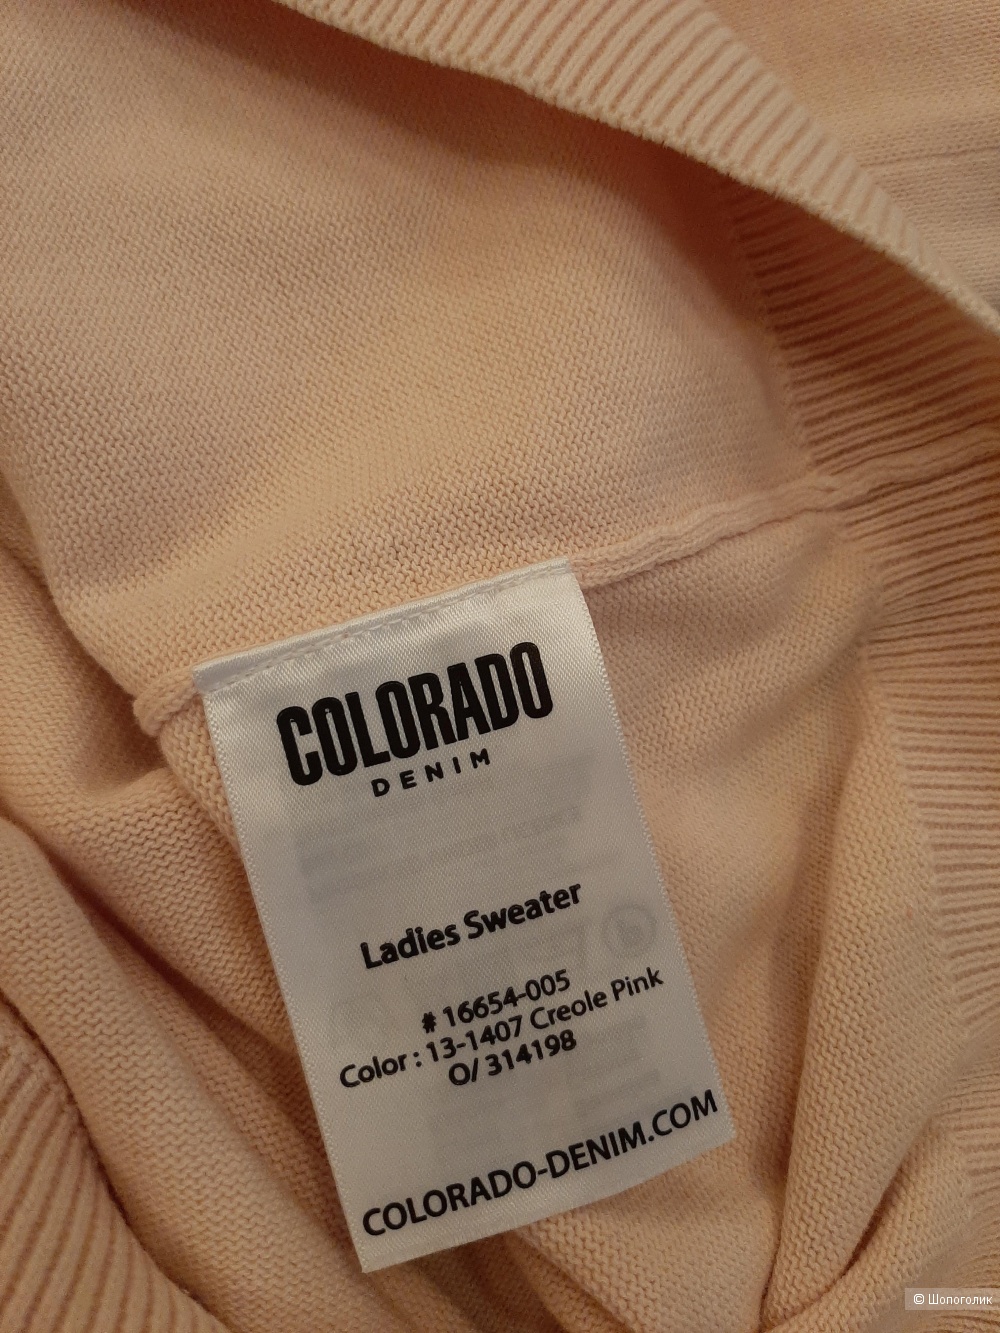 COLORADO
DENIM
Ladies Sweater
# 16654-005
Color : 13-1407 Creole Pink
O/ 314198
COLORADO-DENIM.COM
© Шопоголик